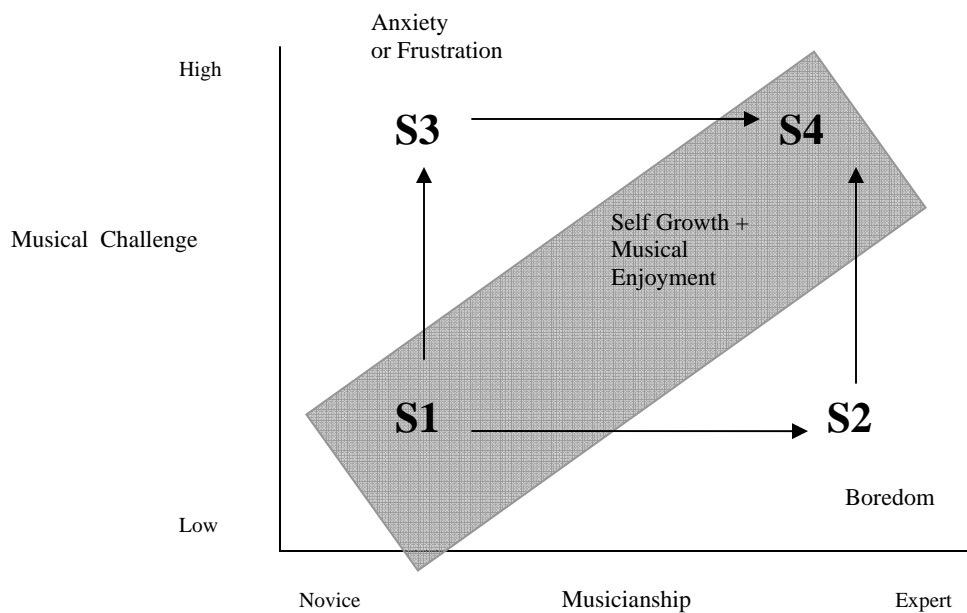 Anxiety
or Frustration
High
S3
S4
Self Growth +
Musical
Enjoyment
Musical Challenge
S1
S2
Boredom
Low
Novice
Musicianship
Expert